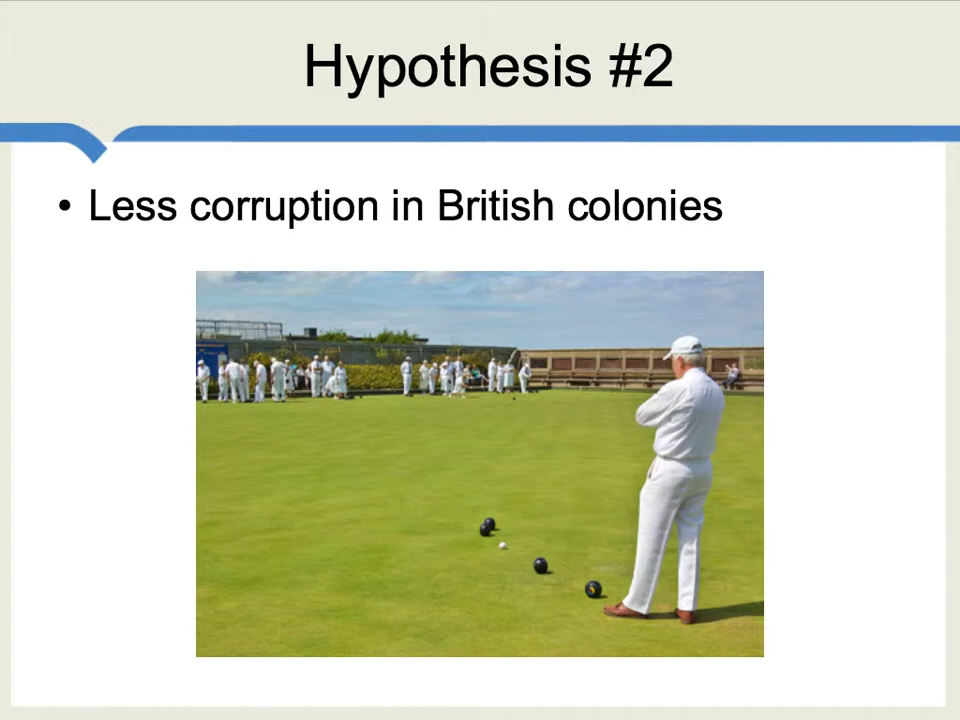 Hypothesis #2
• Less corruption in British colonies